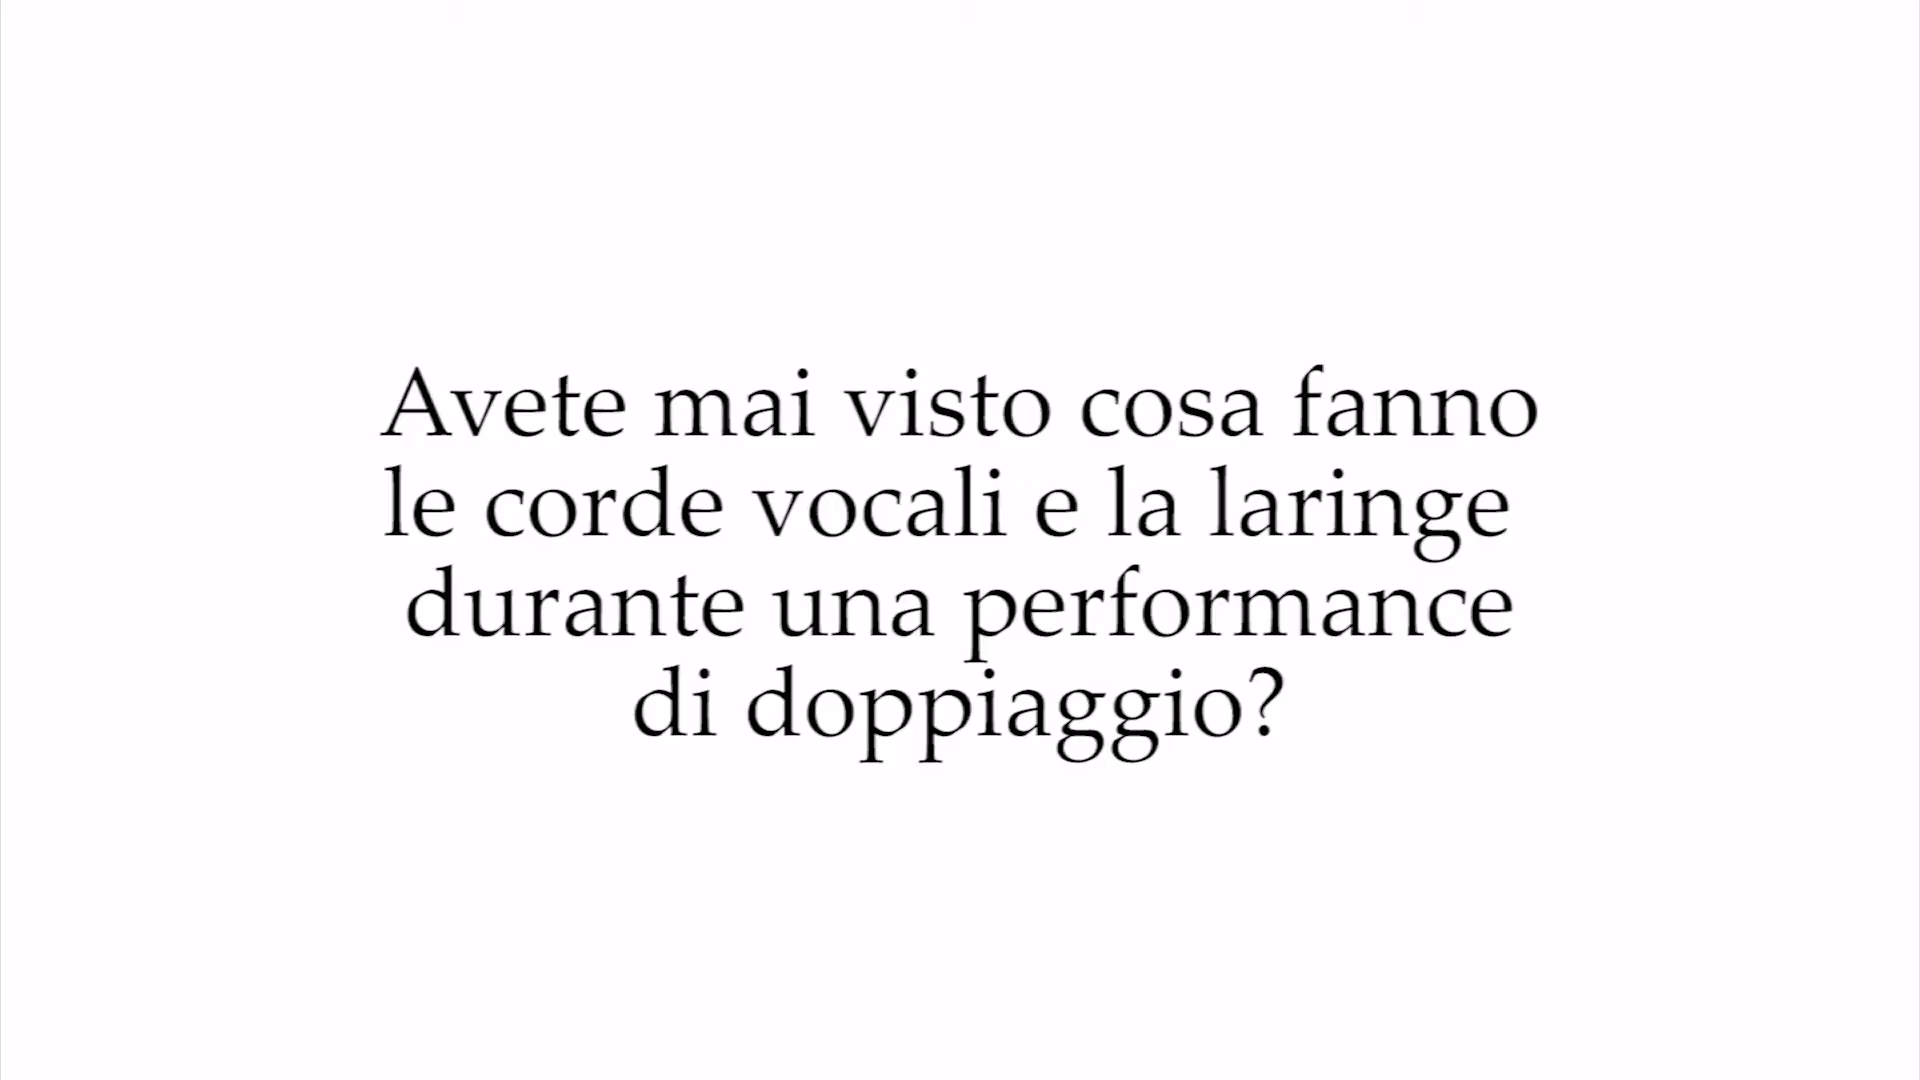 Avete mai visto cosa fanno
le corde vocali e la laringe
durante una performance
di doppiaggio?